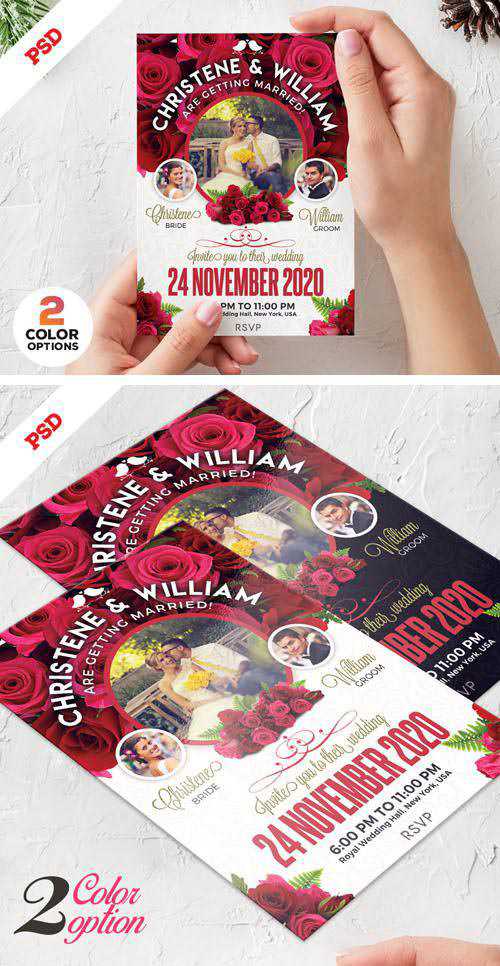 PSD
CHRISTENE & WILLIAM
ARE GETTING MARRIED!
Christene
BRIDE
William
GROOM
Invite you to their wedding
24 NOVEMBER 2020
PM TO 11:00 PM
Wedding Hall, New York, USA
RSVP
2
COLOR
OPTIONS
PSD
CHRISTENE & WILLIAM
ARE GETTING MARRIED!
William
GROOM
their wedding
2020
11:00 PM
York, USA
RSVP
CHRISTENE & WILLIAM
ARE GETTING MARRIED!
William
GROOM
Christene
BRIDE
Invite you to their wedding
24 NOVEMBER 2020
6:00 PM TO 11:00 PM
Royal Wedding Hall, New York, USA
RSVP
2 Color
option